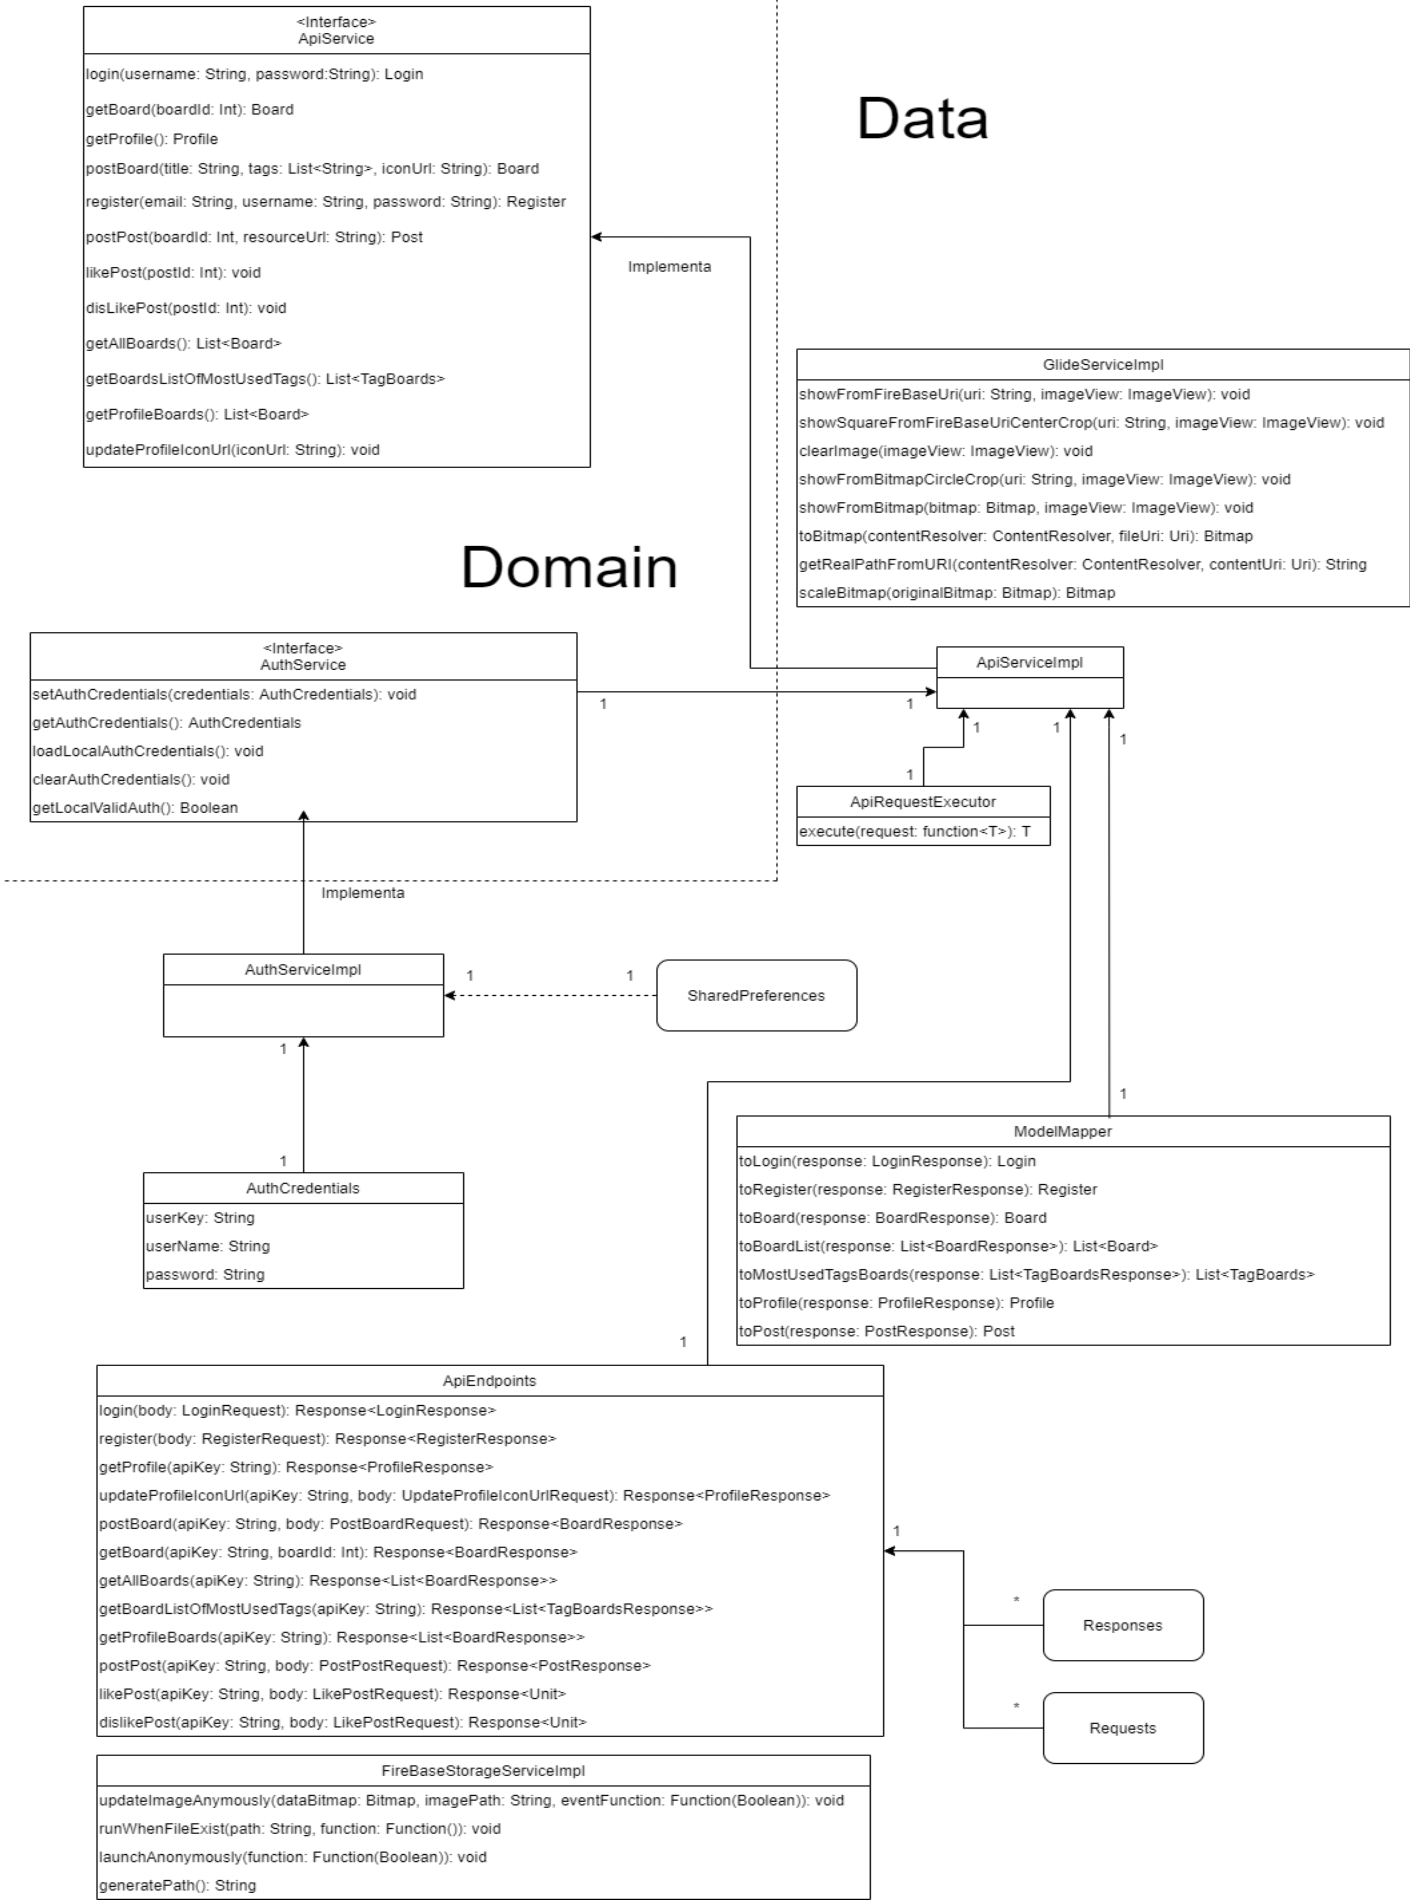 <Interface>
ApiService
login(username: String, password:String): Login
getBoard(boardId: Int): Board
getProfile(): Profile
postBoard(title: String, tags: List<String>, iconUrl: String): Board
register(email: String, username: String, password: String): Register
postPost(boardId: Int, resourceUrl: String): Post
likePost(postId: Int): void
disLikePost(postId: Int): void
getAllBoards(): List<Board>
getBoardsListOfMostUsedTags(): List<TagBoards>
getProfileBoards(): List<Board>
updateProfileIconUrl(iconUrl: String): void
Data
Implementa
GlideServiceImpl
showFromFireBaseUri(uri: String, imageView: ImageView): void
showSquareFromFireBaseUriCenterCrop(uri: String, imageView: ImageView): void
clearImage(imageView: ImageView): void
showFromBitmapCircleCrop(uri: String, imageView: ImageView): void
showFromBitmap(bitmap: Bitmap, imageView: ImageView): void
toBitmap(contentResolver: ContentResolver, fileUri: Uri): Bitmap
getRealPathFromURI(contentResolver: ContentResolver, contentUri: Uri): String
scaleBitmap(originalBitmap: Bitmap): Bitmap
Domain
<Interface>
AuthService
setAuthCredentials(credentials: AuthCredentials): void
getAuthCredentials(): AuthCredentials
loadLocalAuthCredentials(): void
clearAuthCredentials(): void
getLocalValidAuth(): Boolean
1
1
ApiServiceImpl
1
1
1
1
ApiRequestExecutor
execute(request: function<T>): T
Implementa
AuthServiceImpl
1
1
SharedPreferences
1
1
AuthCredentials
userKey: String
userName: String
password: String
1
ModelMapper
toLogin(response: LoginResponse): Login
toRegister(response: RegisterResponse): Register
toBoard(response: BoardResponse): Board
toBoardList(response: List<BoardResponse>): List<Board>
toMostUsedTagsBoards(response: List<TagBoardsResponse>): List<TagBoards>
toProfile(response: ProfileResponse): Profile
toPost(response: PostResponse): Post
1
ApiEndpoints
login(body: LoginRequest): Response<LoginResponse>
register(body: RegisterRequest): Response<RegisterResponse>
getProfile(apiKey: String): Response<ProfileResponse>
updateProfileIconUrl(apiKey: String, body: UpdateProfileIconUrlRequest): Response<ProfileResponse>
postBoard(apiKey: String, body: PostBoardRequest): Response<BoardResponse>
getBoard(apiKey: String, boardId: Int): Response<BoardResponse>
getAllBoards(apiKey: String): Response<List<BoardResponse>>
getBoardListOfMostUsedTags(apiKey: String): Response<List<TagBoardsResponse>>
getProfileBoards(apiKey: String): Response<List<BoardResponse>>
postPost(apiKey: String, body: PostPostRequest): Response<PostResponse>
likePost(apiKey: String, body: LikePostRequest): Response<Unit>
dislikePost(apiKey: String, body: LikePostRequest): Response<Unit>
1
*
Responses
*
Requests
FireBaseStorageServiceImpl
updateImageAnymously(dataBitmap: Bitmap, imagePath: String, eventFunction: Function(Boolean)): void
runWhenFileExist(path: String, function: Function()): void
launchAnonymously(function: Function(Boolean)): void
generatePath(): String